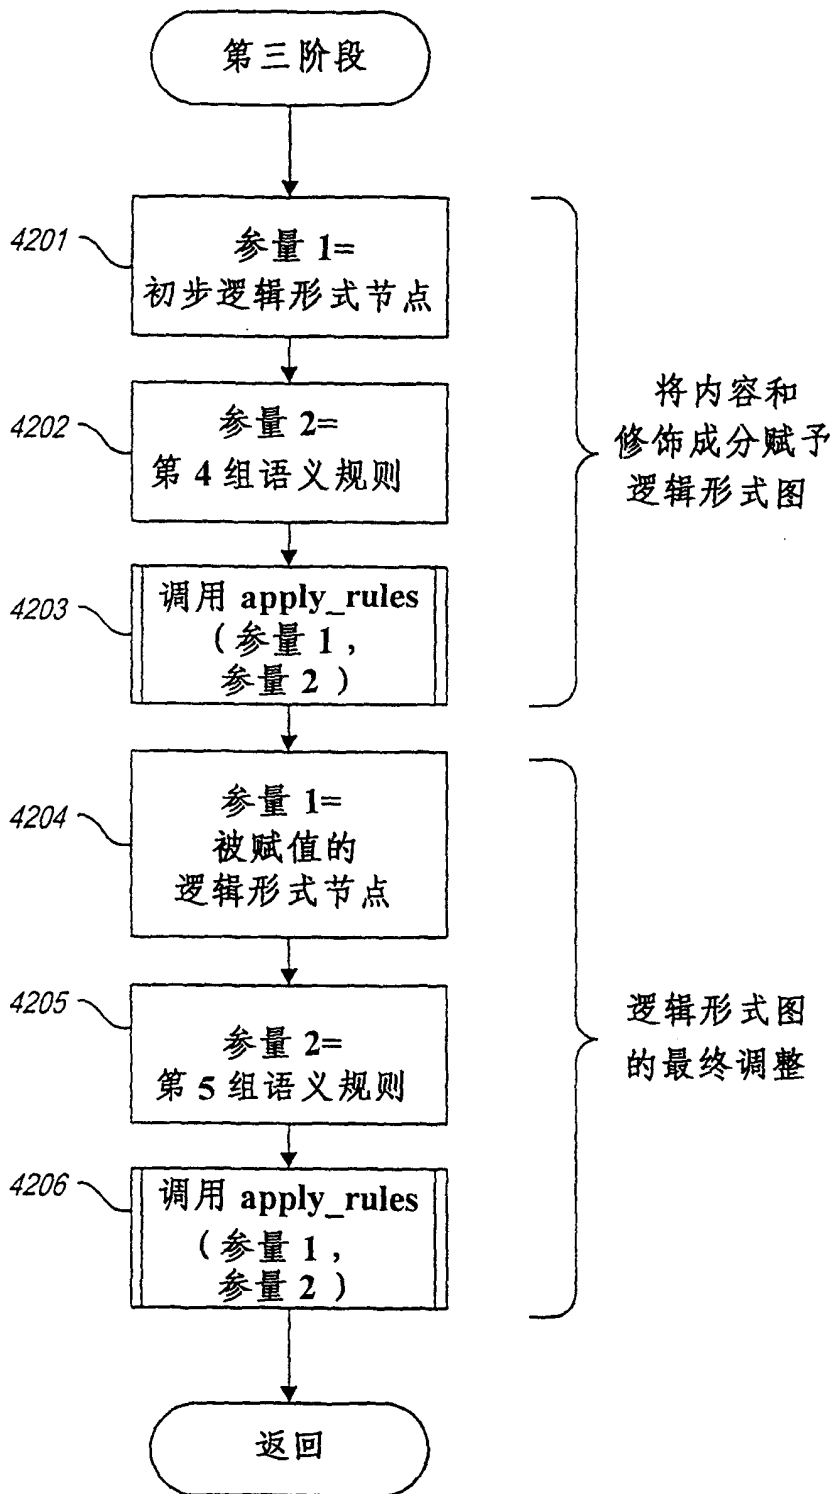 第三阶段
4201
参量 1=
初步逻辑形式节点
4202
参量 2=
第 4 组语义规则
4203
调用 apply_rules
（参量 1，
参量 2）
将内容和
修饰成分赋予
逻辑形式图
4204
参量 1=
被赋值的
逻辑形式节点
4205
参量 2=
第 5 组语义规则
4206
调用 apply_rules
（参量 1，
参量 2）
逻辑形式图
的最终调整
返回